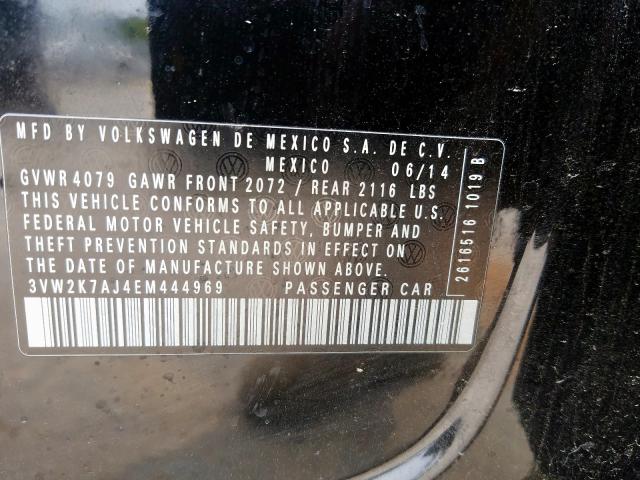 MFD BY VOLKSWAGEN DE MEXICO S.A. DE C.V.
MEXICO 06/14
GVWR 4079 GAWR FRONT 2072 / REAR 2116 LBS
THIS VEHICLE CONFORMS TO ALL APPLICABLE U.S.
FEDERAL MOTOR VEHICLE SAFETY, BUMPER AND
THEFT PREVENTION STANDARDS IN EFFECT ON
THE DATE OF MANUFACTURE SHOWN ABOVE.
3VW2K7AJ4EM444969 PASSENGER CAR
2616516 1019 B